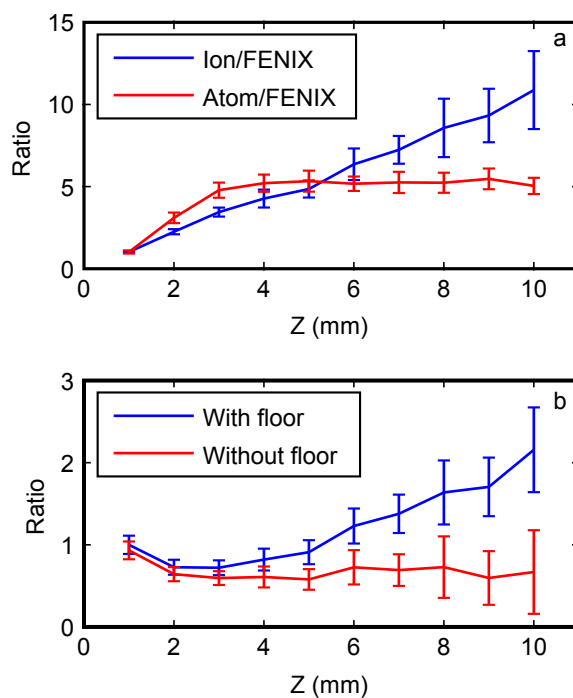 15
10
5
0
Ratio
a
Ion/FENIX
Atom/FENIX
0 2 4 6 8 10
Z (mm)
3
2
1
0
Ratio
b
With floor
Without floor
0 2 4 6 8 10
Z (mm)